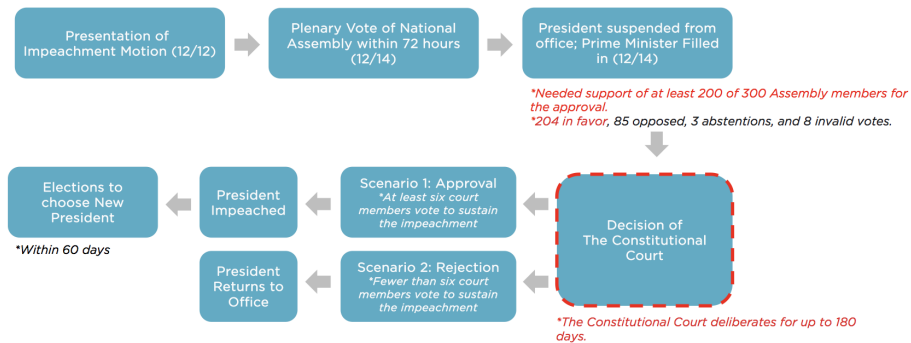 Presentation of
Impeachment Motion (12/12)
Plenary Vote of National
Assembly within 72 hours
(12/14)
President suspended from
office; Prime Minister Filled
in (12/14)
*Needed support of at least 200 of 300 Assembly members for
the approval.
*204 in favor, 85 opposed, 3 abstentions, and 8 invalid votes.
Elections to
choose New
President
*Within 60 days
President
Impeached
Scenario 1: Approval
*At least six court
members vote to sustain
the impeachment
Decision of
The Constitutional
Court
President
Returns to
Office
Scenario 2: Rejection
*Fewer than six court
members vote to sustain
the impeachment
*The Constitutional Court deliberates for up to 180
days.